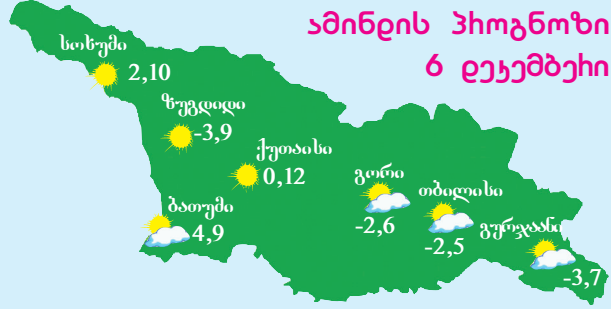 ამინდის პროგნოზი
6 დეკემბერი
სოხუმი
2,10
ზუგდიდი
-3,9
ქუთაისი
0,12
გორი
-2,6
თბილისი
-2,5
ბათუმი
4,9
გურჯაანი
-3,7